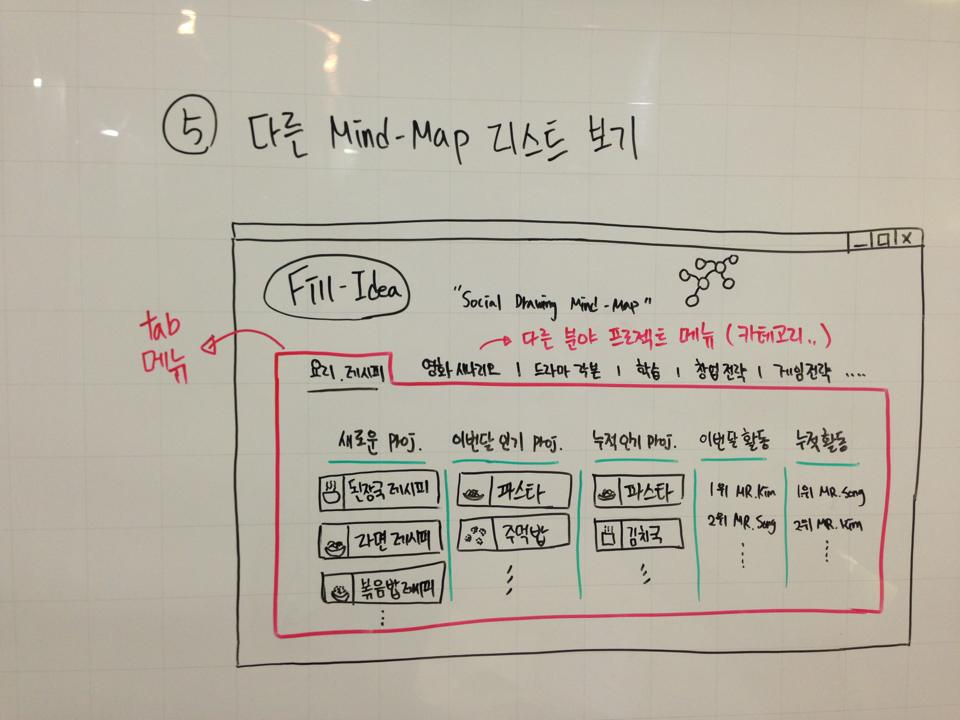 ⑤ 다른 Mind-Map 리스트 보기
Fill-Idea
"Social Drawing Mind-Map"
tab
메뉴
다른 분야 프로젝트 메뉴 (카테고리..)
요리.레시피 영화 시나리오 | 드라마 각본 | 학습 | 창업전략 | 게임전략 ....
새로운 Proj. 이번달 인기 Proj. 누적인기 Proj. 이번달 활동 누적활동
된장국 레시피 파스타 파스타 1위 MR.Kim 1위 MR.Song
라면 레시피 주먹밥 김치국 2위 MR.Song 2위 MR.Kim
볶음밥 레시피